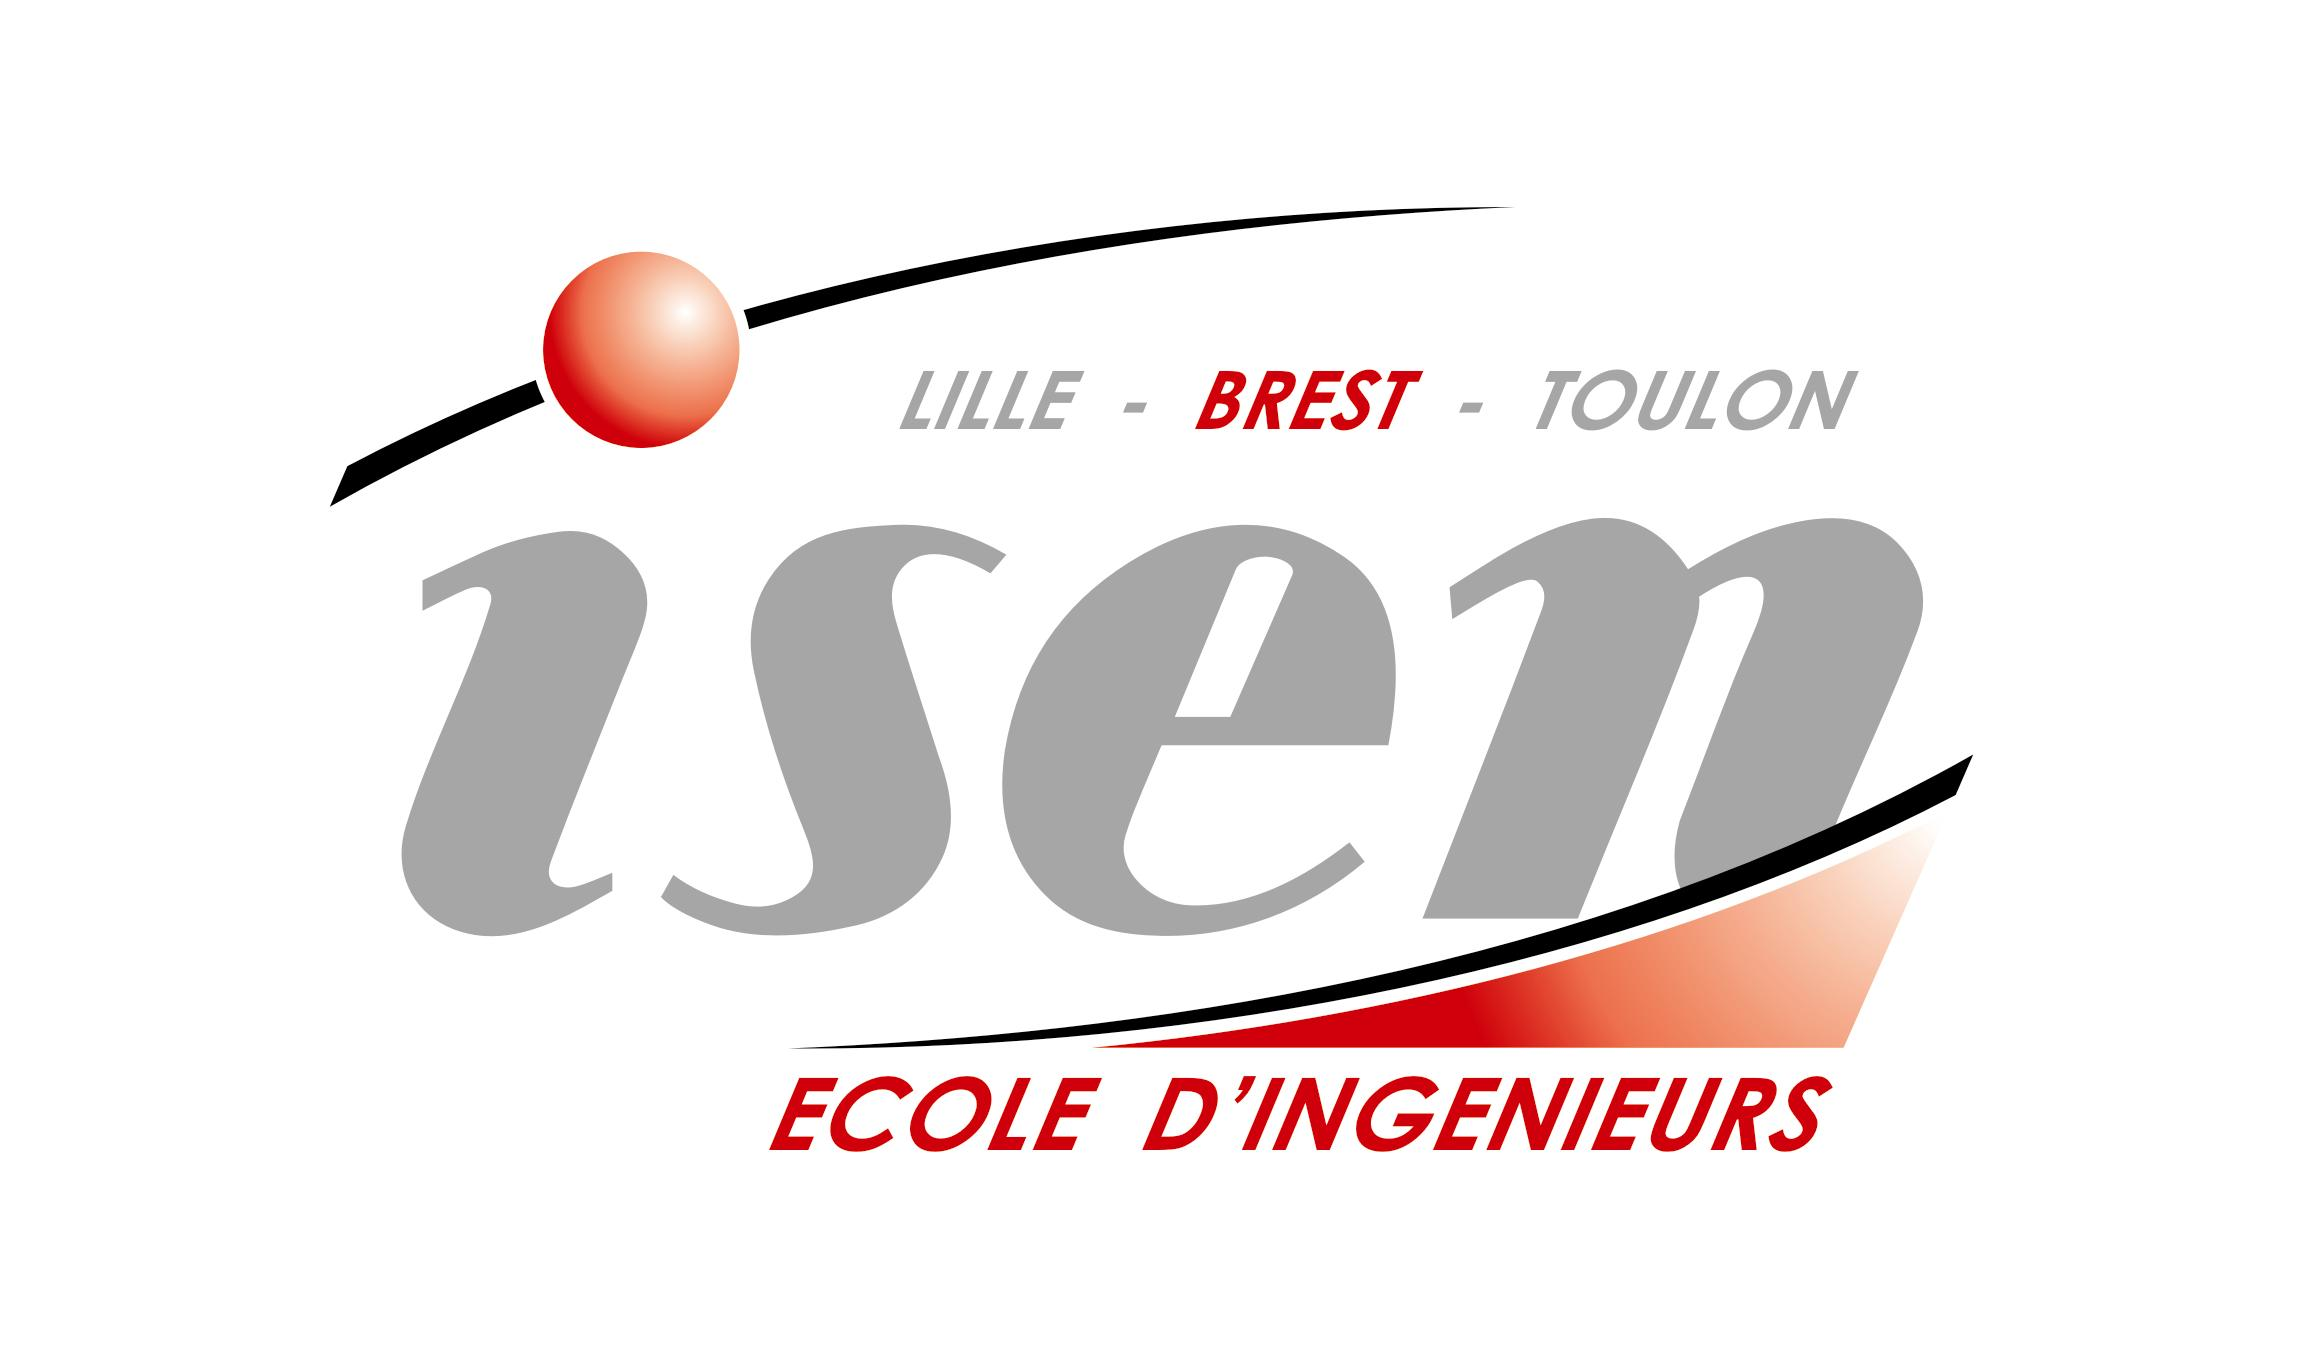 LILLE - BREST - TOULON
isen
ECOLE D'INGENIEURS